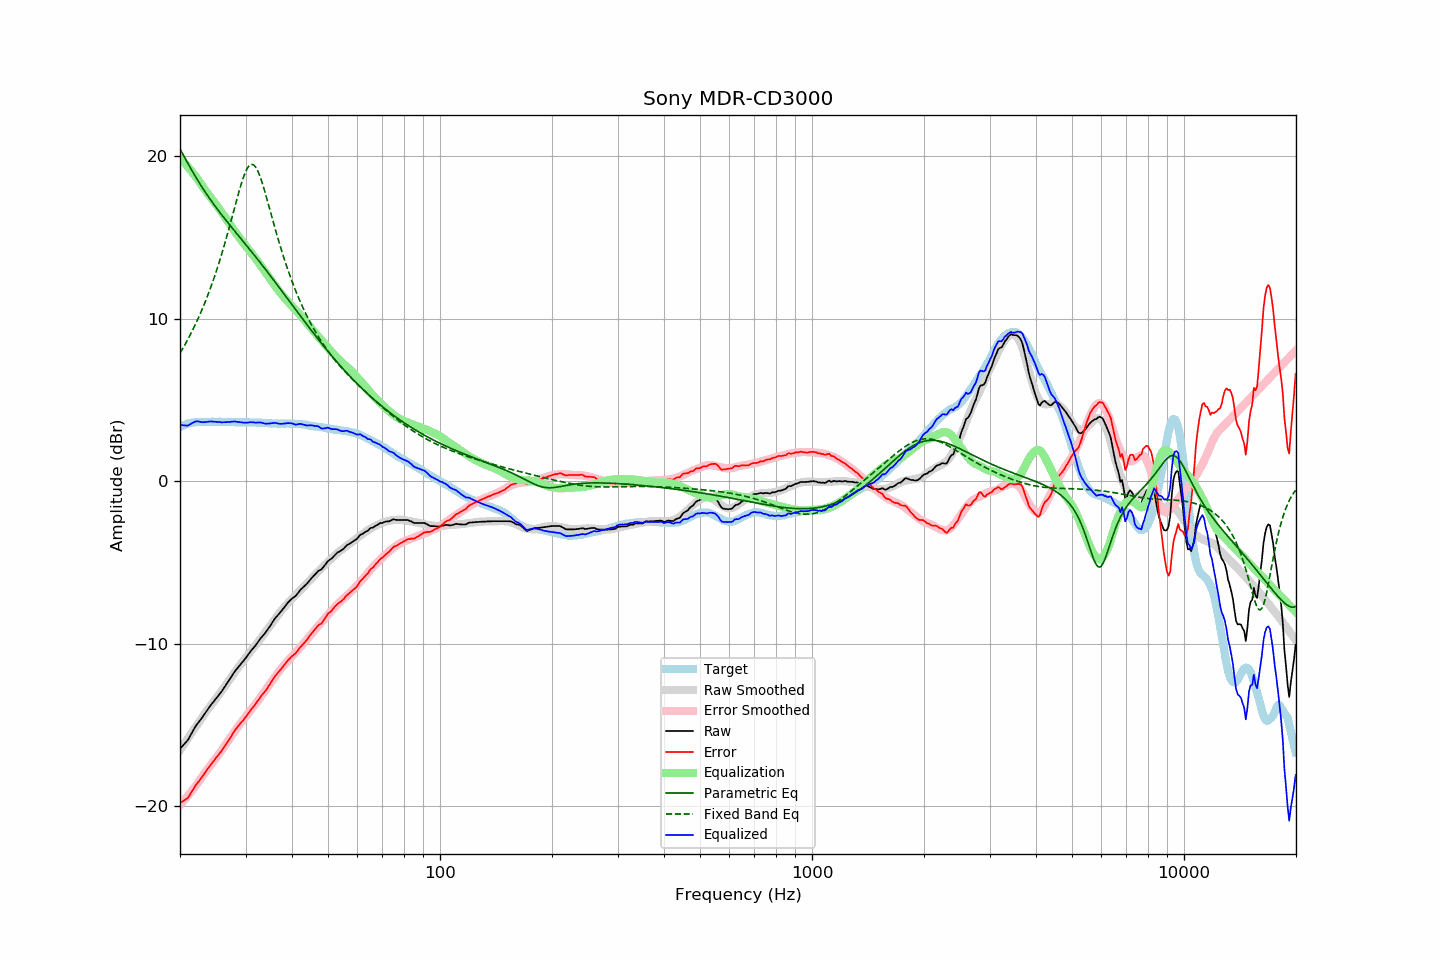 Sony MDR-CD3000
Amplitude (dBr)
20
10
0
−10
−20
Target
Raw Smoothed
Error Smoothed
Raw
Error
Equalization
Parametric Eq
Fixed Band Eq
Equalized
100
1000
10000
Frequency (Hz)